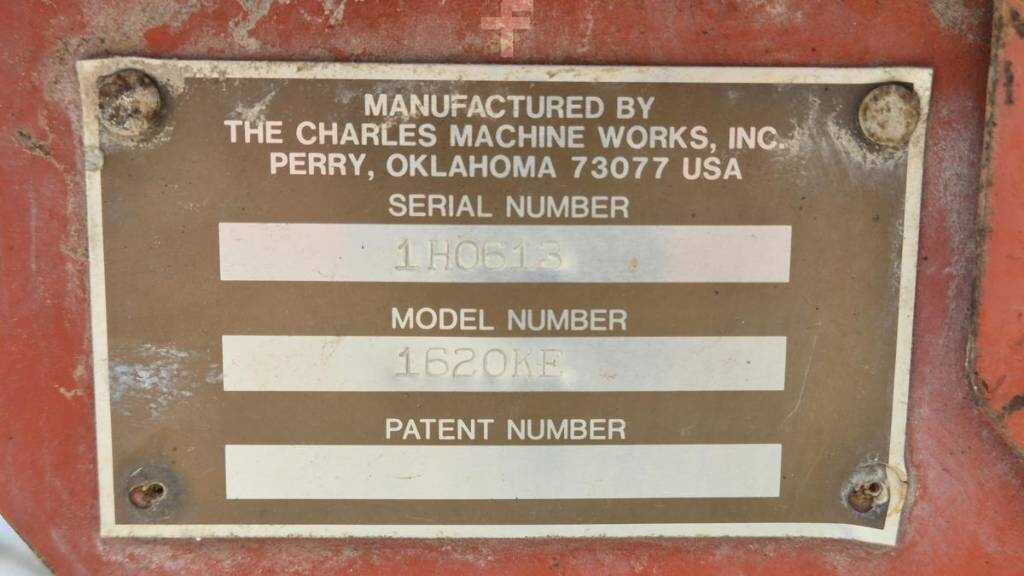 MANUFACTURED BY
THE CHARLES MACHINE WORKS, INC.
PERRY, OKLAHOMA 73077 USA
SERIAL NUMBER
1H0613
MODEL NUMBER
1620KE
PATENT NUMBER